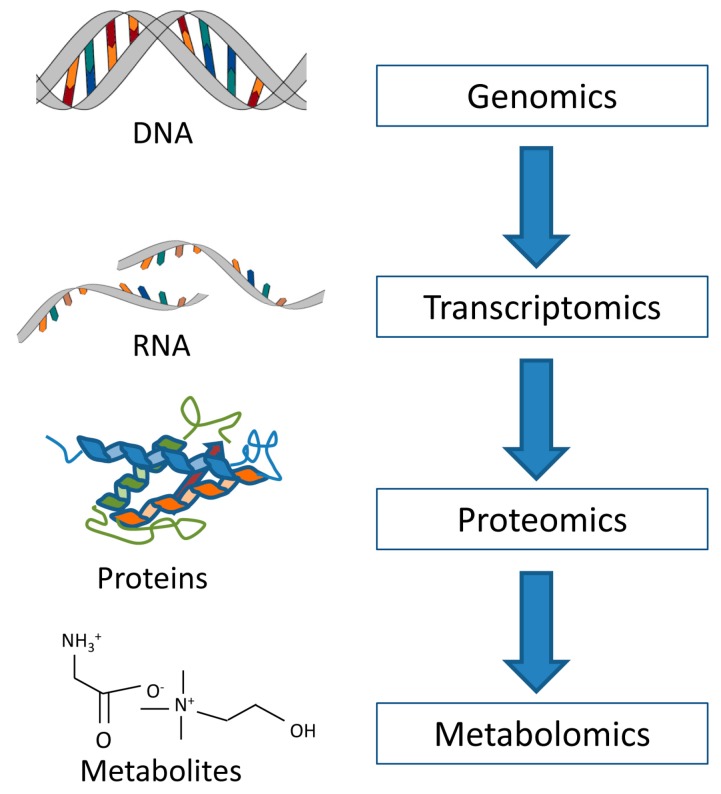 Genomics
DNA
Transcriptomics
RNA
Proteomics
Proteins
NH₃⁺
O⁻
N⁺
OH
O
Metabolomics
Metabolites